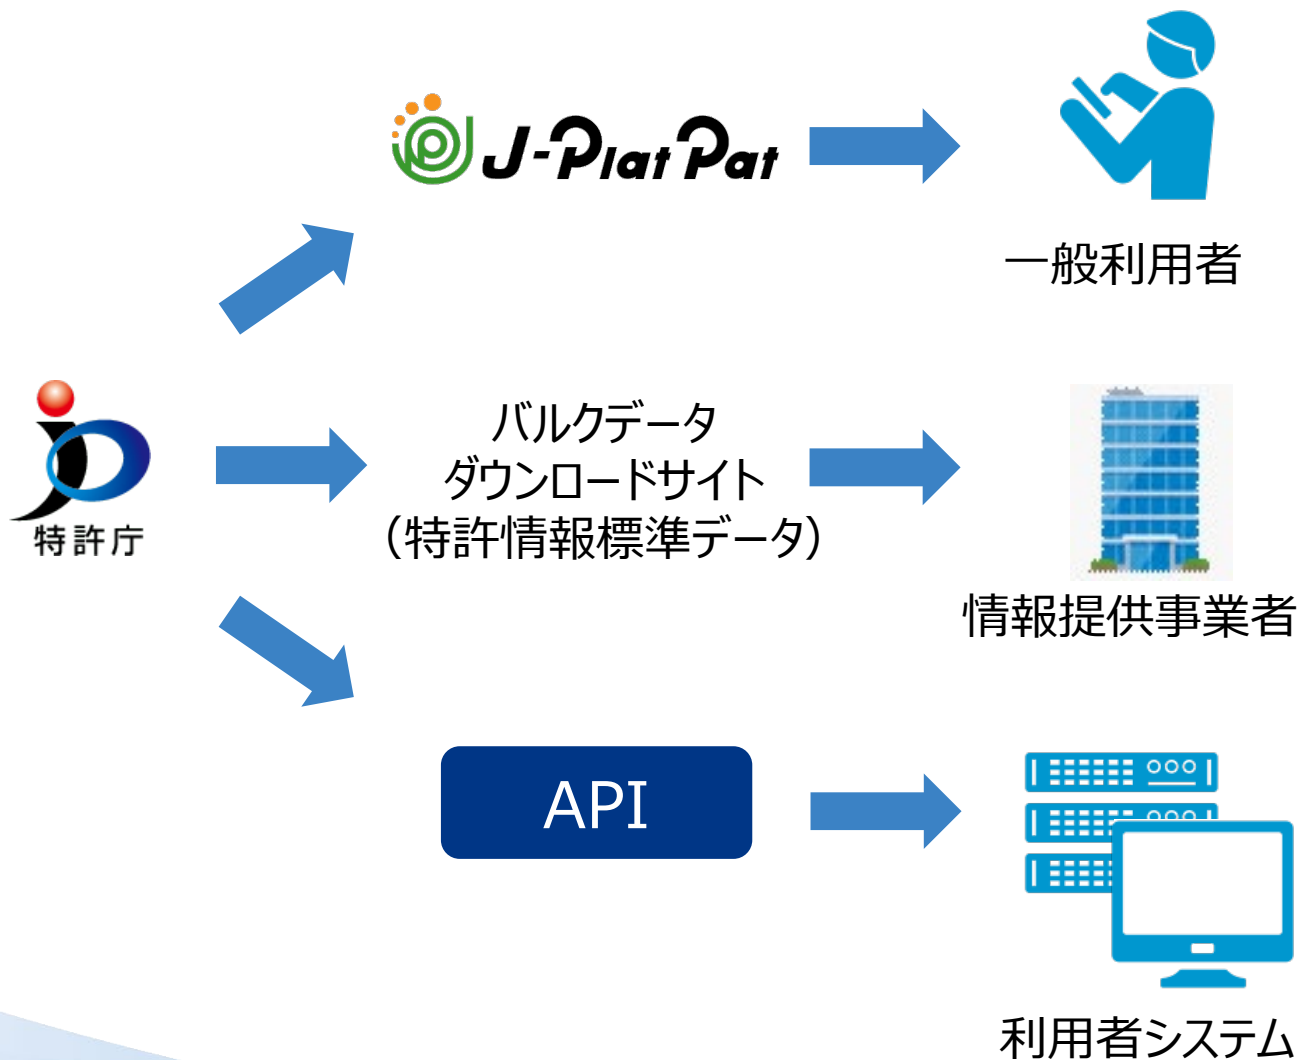 J-PlatPat
一般利用者
特許庁
バルクデータ
ダウンロードサイト
（特許情報標準データ）
情報提供事業者
API
利用者システム